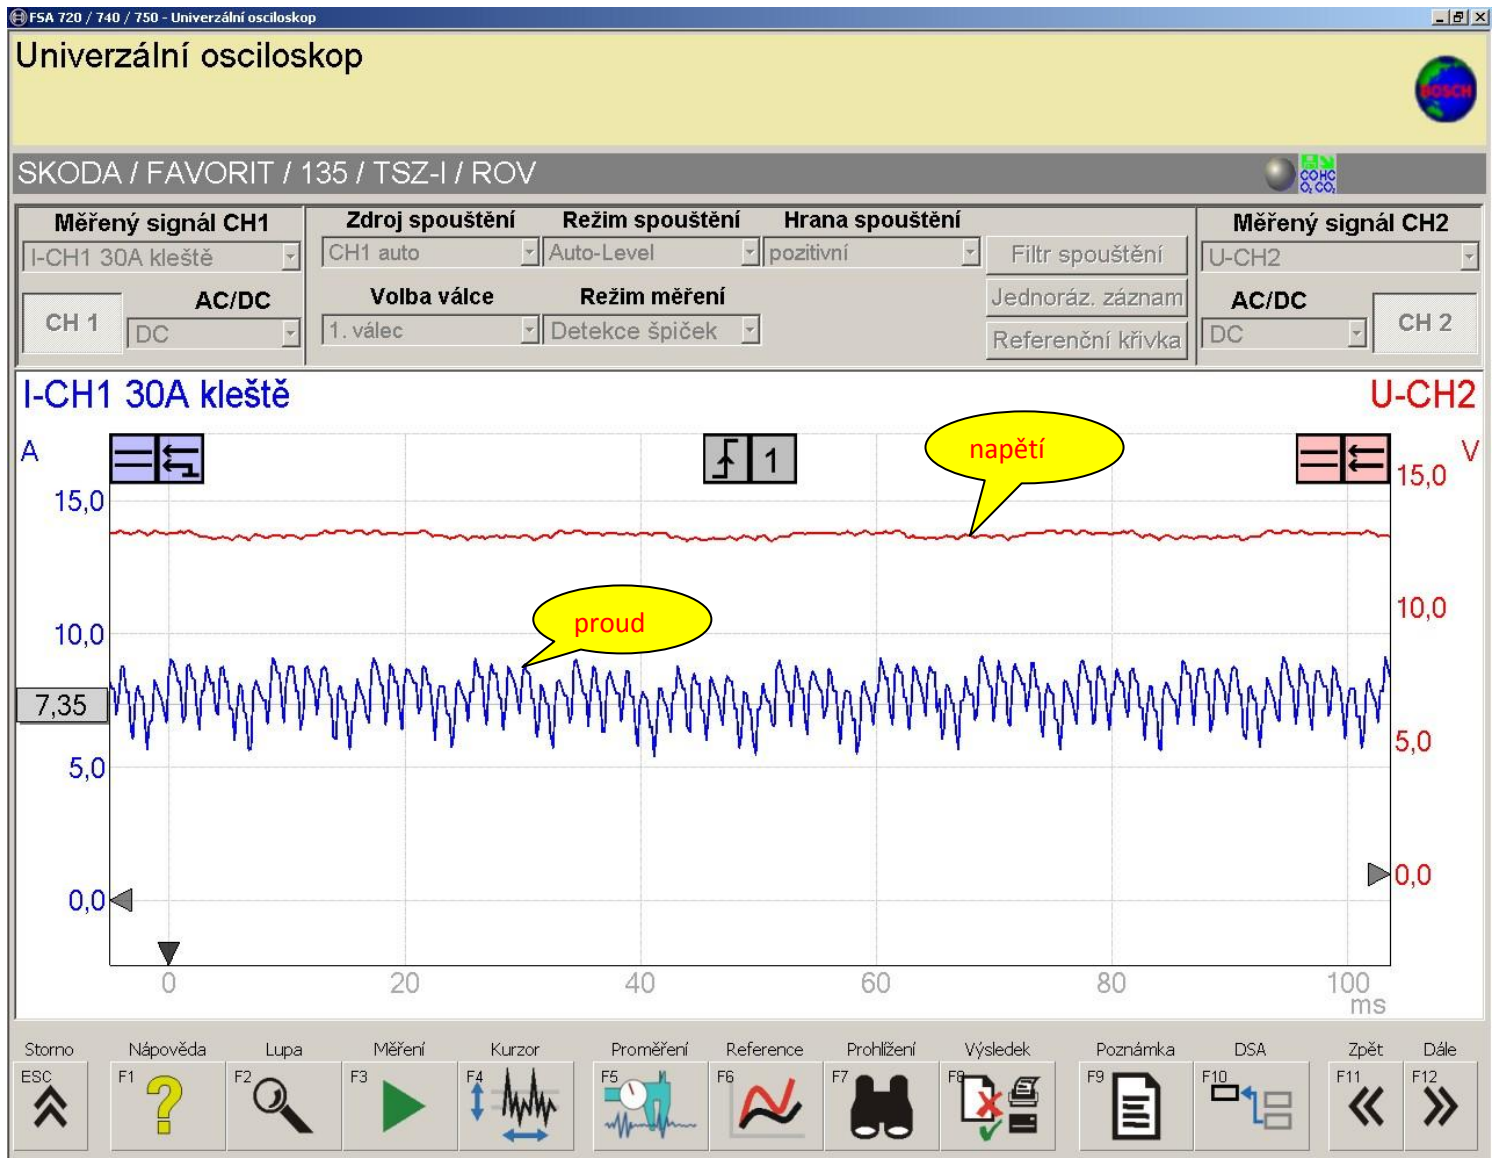 FSA 720 / 740 / 750 - Univerzální osciloskop
Univerzální osciloskop
BOSCH
SKODA / FAVORIT / 135 / TSZ-I / ROV
COHC
O₂CO₂
Měřený signál CH1
Zdroj spouštění
Režim spouštění
Hrana spouštění
Měřený signál CH2
I-CH1 30A kleště
CH1 auto
Auto-Level
pozitivní
Filtr spouštění
U-CH2
AC/DC
Volba válce
Režim měření
Jednoráz. záznam
AC/DC
CH 1
DC
1. válec
Detekce špiček
Referenční křivka
DC
CH 2
I-CH1 30A kleště
U-CH2
A
1
napětí
V
15,0
15,0
proud
10,0
10,0
7,35
5,0
5,0
0,0
0,0
0
20
40
60
80
100
ms
Storno
Nápověda
Lupa
Měření
Kurzor
Proměření
Reference
Prohlížení
Výsledek
Poznámka
DSA
Zpět
Dále
ESC
F1
F2
F3
F4
F5
F6
F7
F8
F9
F10
F11
F12